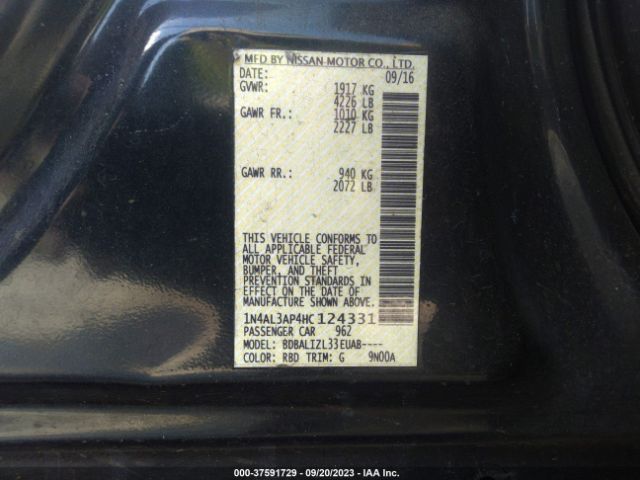 MFD BY NISSAN MOTOR CO., LTD.
DATE: 09/16
GVWR: 1917 KG
4226 LB
GAWR FR.: 1010 KG
2227 LB
GAWR RR.: 940 KG
2072 LB
THIS VEHICLE CONFORMS TO
ALL APPLICABLE FEDERAL
MOTOR VEHICLE SAFETY,
BUMPER, AND THEFT
PREVENTION STANDARDS IN
EFFECT ON THE DATE OF
MANUFACTURE SHOWN ABOVE.
1N4AL3AP4HC124331
PASSENGER CAR 962
MODEL: BDBALIZL33EUAB----
COLOR: RBD TRIM: G 9N00A
000-37591729 - 09/20/2023 - IAA Inc.